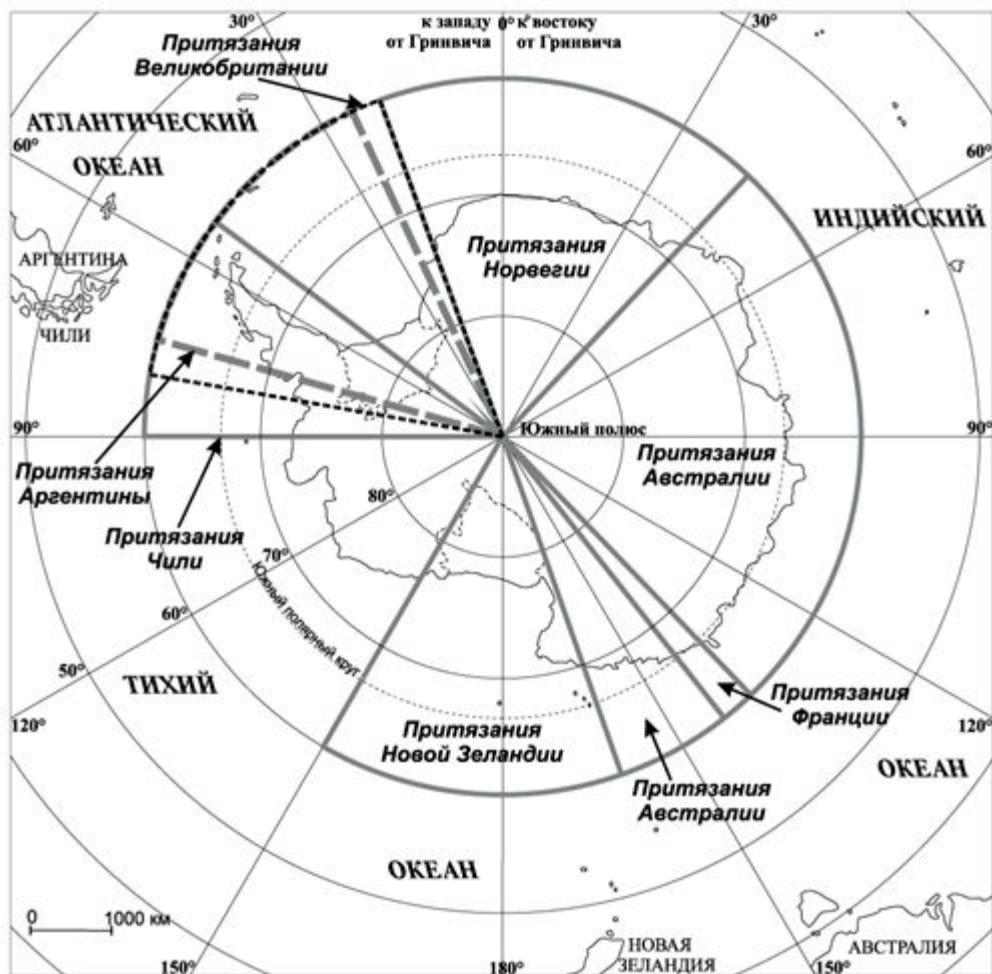 30°
к западу 0° к востоку
от Гринвича от Гринвича
30°
Притязания
Великобритании
АТЛАНТИЧЕСКИЙ
ОКЕАН
60°
60°
ИНДИЙСКИЙ
Притязания
Норвегии
АРГЕНТИНА
ЧИЛИ
90°
Южный полюс
90°
Притязания
Аргентины
Притязания
Австралии
80°
Притязания
Чили
70°
Южный полярный круг
60°
50°
ТИХИЙ
120°
Притязания
Франции
120°
Притязания
Новой Зеландии
Притязания
Австралии
ОКЕАН
ОКЕАН
0 1000 км
НОВАЯ
ЗЕЛАНДИЯ
АВСТРАЛИЯ
150°
180°
150°